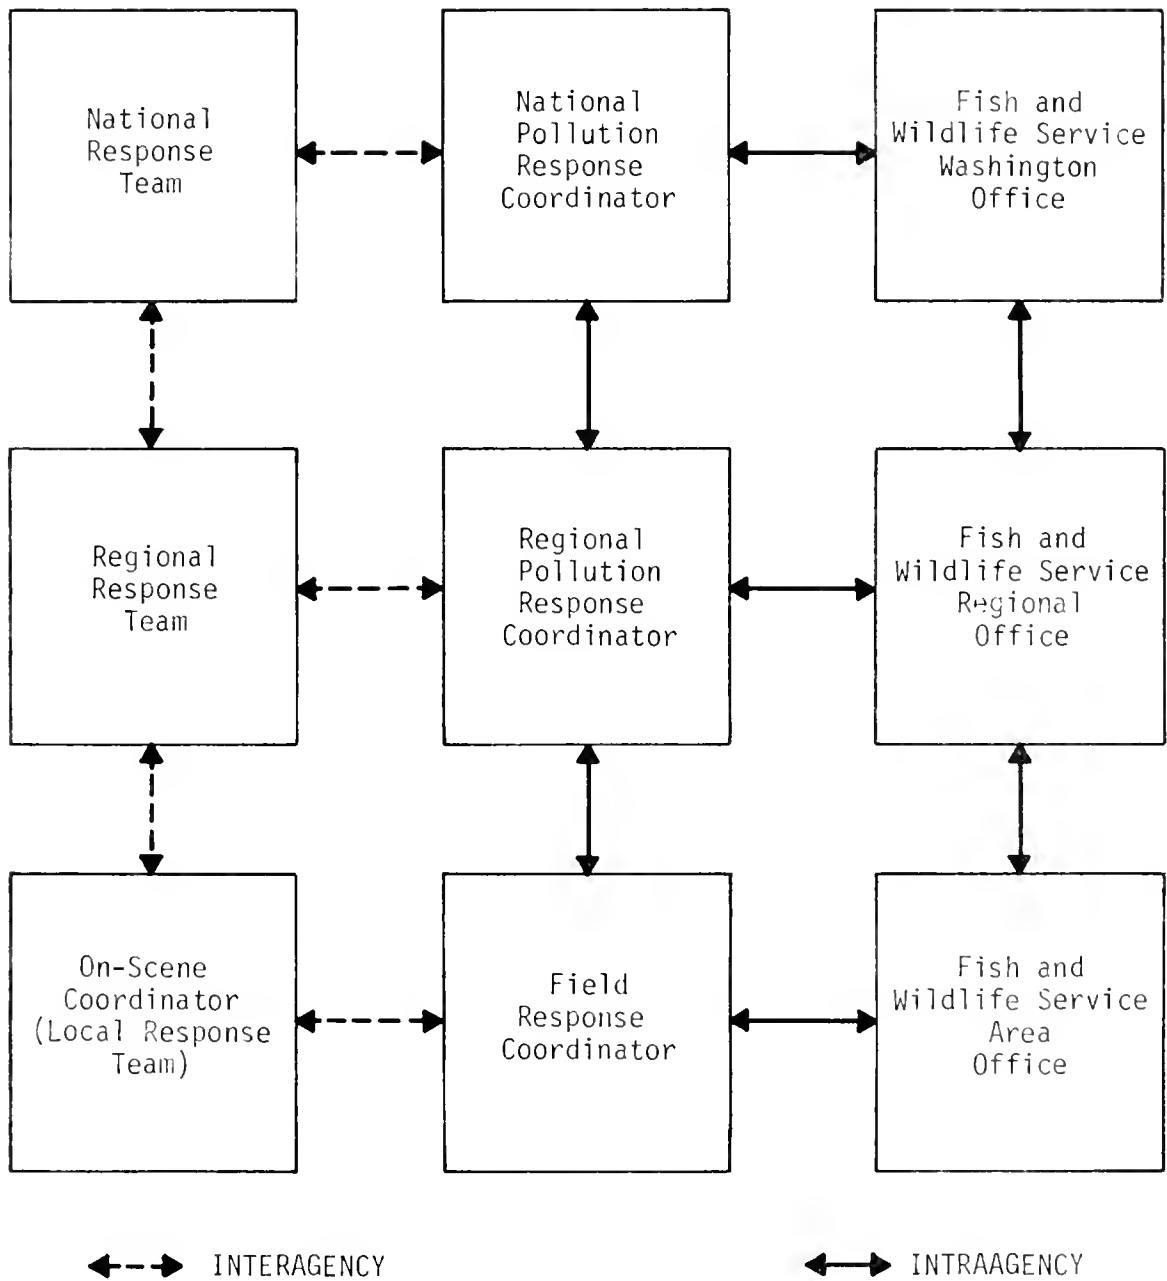 National
Response
Team
National
Pollution
Response
Coordinator
Fish and
Wildlife Service
Washington
Office
Regional
Response
Team
Regional
Pollution
Response
Coordinator
Fish and
Wildlife Service
Regional
Office
On-Scene
Coordinator
(Local Response
Team)
Field
Response
Coordinator
Fish and
Wildlife Service
Area
Office
INTERAGENCY
INTRAAGENCY